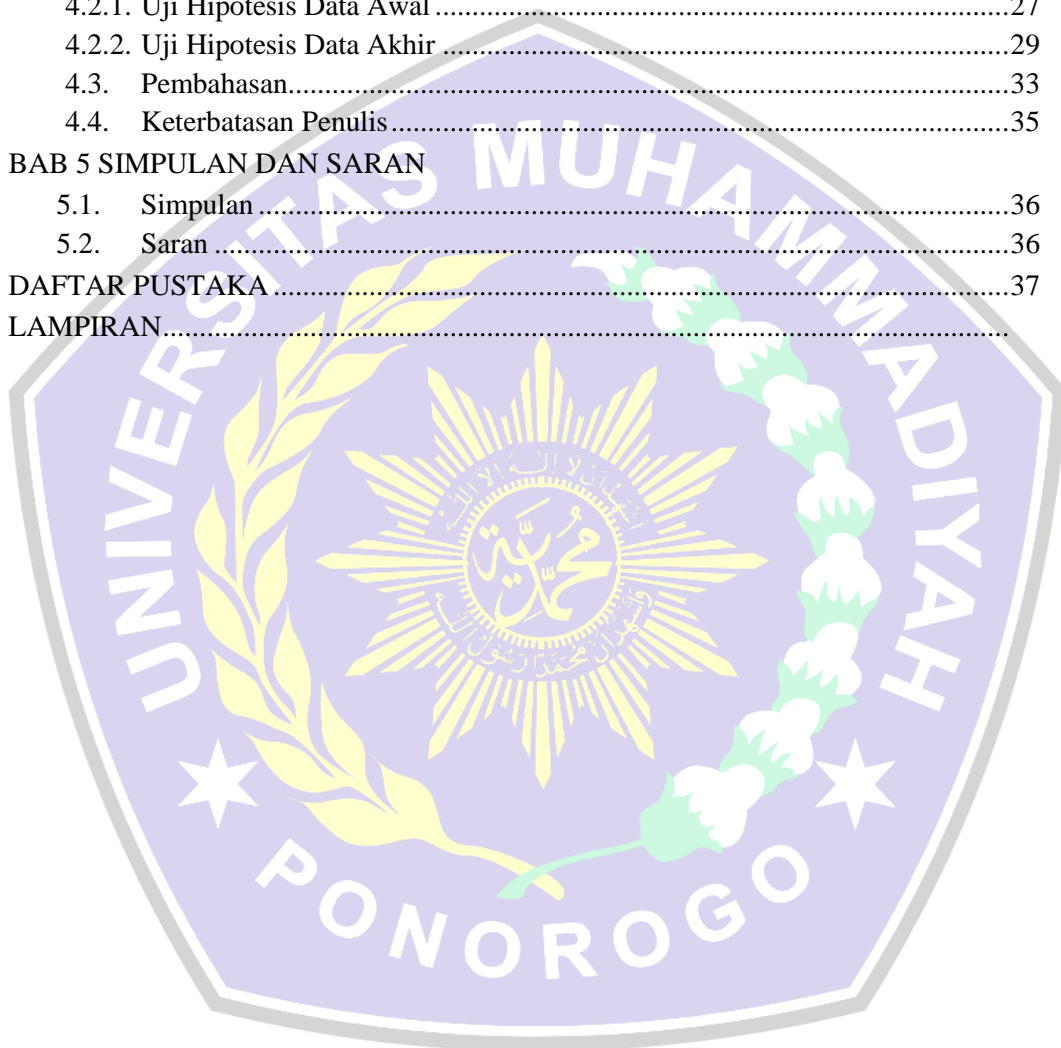 4.2.1. Uji Hipotesis Data Awal ........................................ 27
4.2.2. Uji Hipotesis Data Akhir ........................................ 29
4.3. Pembahasan ........................................ 33
4.4. Keterbatasan Penulis ........................................ 35
BAB 5 SIMPULAN DAN SARAN
5.1. Simpulan ........................................ 36
5.2. Saran ........................................ 36
DAFTAR PUSTAKA ........................................ 37
LAMPIRAN ........................................
UNIVERSITAS MUHAMMADIYAH
محمدية
PONOROGO